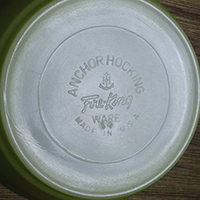 ANCHOR HOCKING
Fire-King
WARE
MADE IN U.S.A.